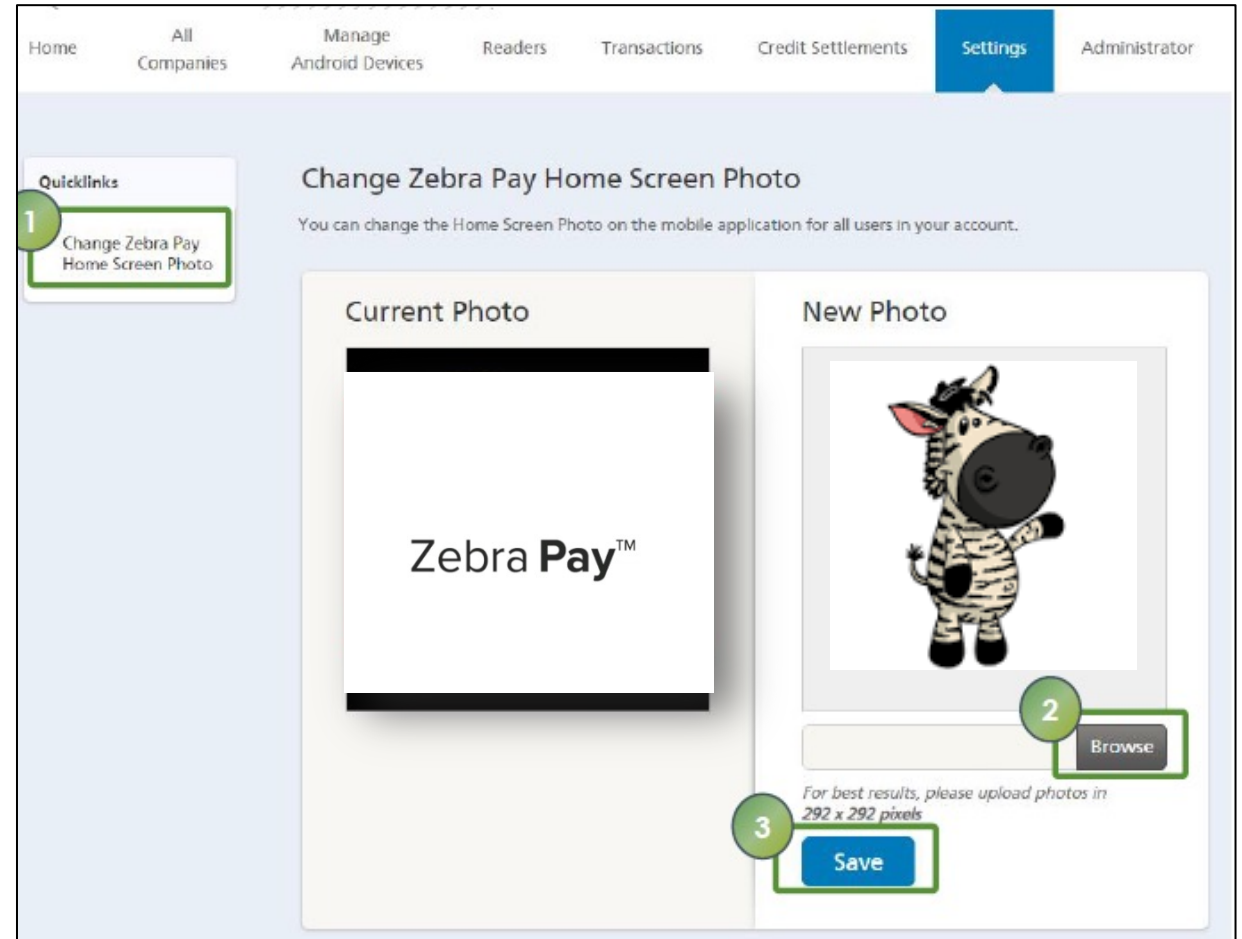 Home
All
Companies
Manage
Android Devices
Readers
Transactions
Credit Settlements
Settings
Administrator
Quicklinks
1
Change Zebra Pay
Home Screen Photo
Change Zebra Pay Home Screen Photo
You can change the Home Screen Photo on the mobile application for all users in your account.
Current Photo
Zebra Pay™
New Photo
2
Browse
For best results, please upload photos in
292 x 292 pixels
3
Save